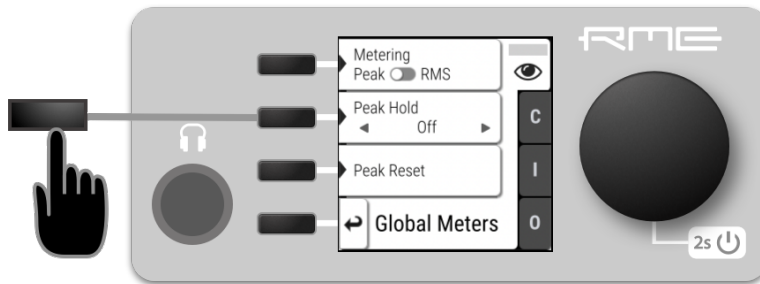 RME
Metering
Peak RMS
Peak Hold
Off
Peak Reset
Global Meters
C
I
O
2s